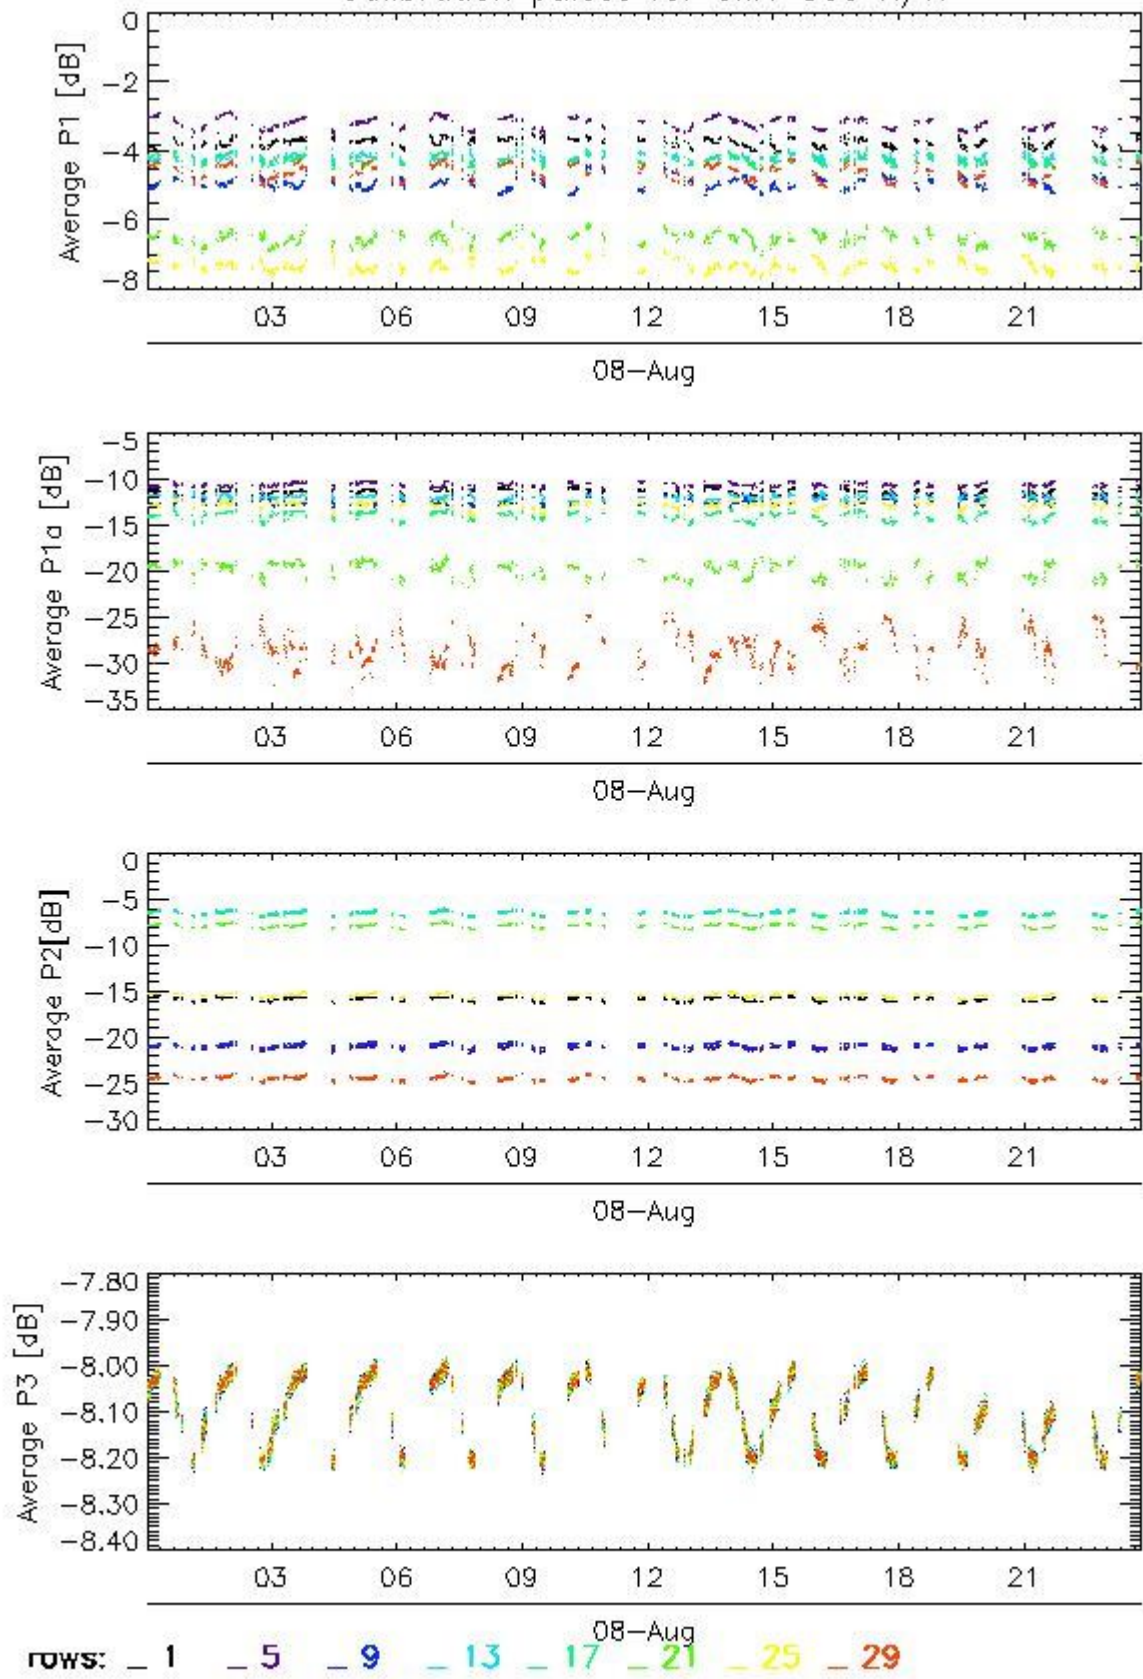 Average P1 [dB]
0
-2
-4
-6
-8
03 06 09 12 15 18 21
08-Aug
Average P1a [dB]
-5
-10
-15
-20
-25
-30
-35
03 06 09 12 15 18 21
08-Aug
Average P2[dB]
0
-5
-10
-15
-20
-25
-30
03 06 09 12 15 18 21
08-Aug
Average P3 [dB]
-7.80
-7.90
-8.00
-8.10
-8.20
-8.30
-8.40
03 06 09 12 15 18 21
08-Aug
rows: _ 1 _ 5 _ 9 _ 13 _ 17 _ 21 _ 25 _ 29